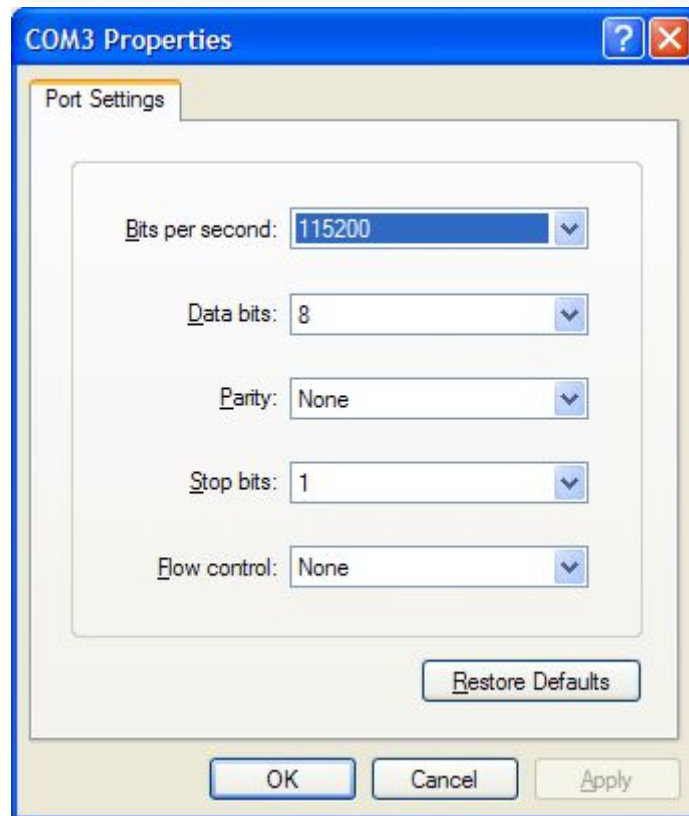 COM3 Properties
Port Settings
Bits per second: 115200
Data bits: 8
Parity: None
Stop bits: 1
Flow control: None
Restore Defaults
OK Cancel Apply